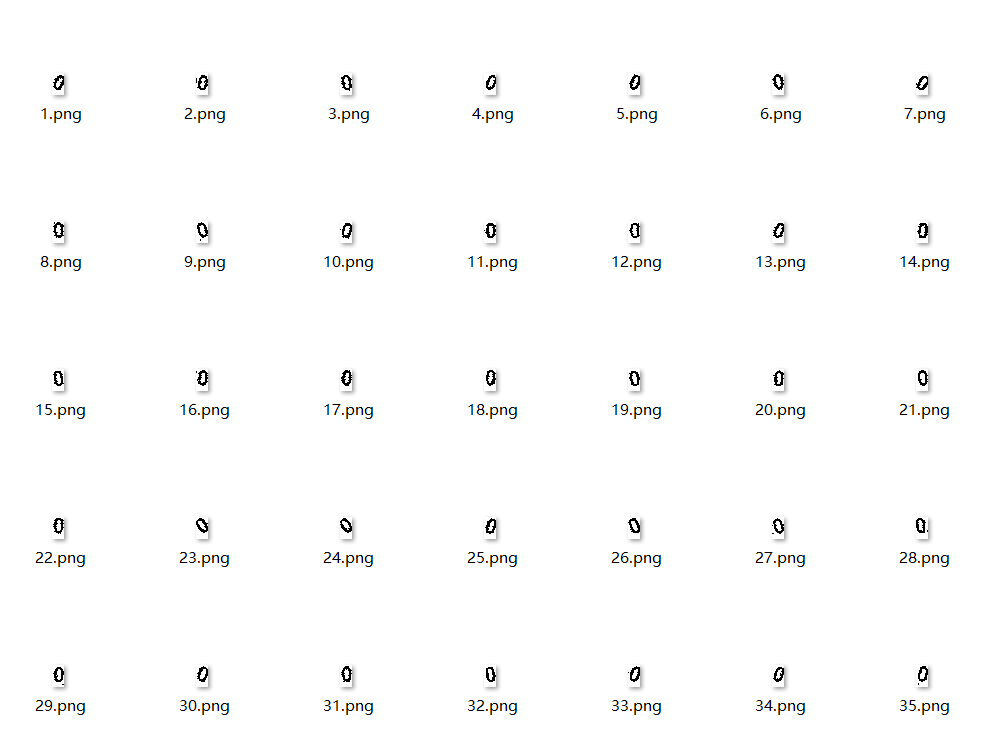 0 0 0 0 0 0 0
1.png 2.png 3.png 4.png 5.png 6.png 7.png
0 0 0 0 0 0 0
8.png 9.png 10.png 11.png 12.png 13.png 14.png
0 0 0 0 0 0 0
15.png 16.png 17.png 18.png 19.png 20.png 21.png
0 0 0 0 0 0 0
22.png 23.png 24.png 25.png 26.png 27.png 28.png
0 0 0 0 0 0 0
29.png 30.png 31.png 32.png 33.png 34.png 35.png